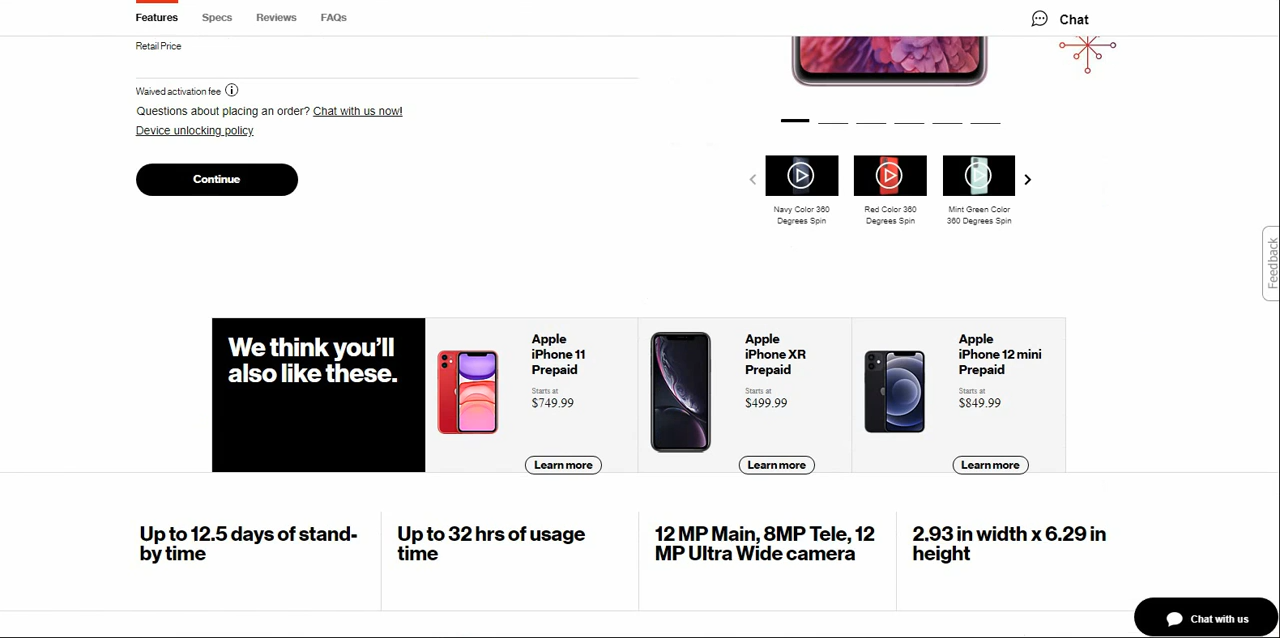 Features
Specs
Reviews
FAQs
Chat
Retail Price
Waived activation fee
Questions about placing an order? Chat with us now!
Device unlocking policy
Continue
Navy Color 360
Degrees Spin
Red Color 360
Degrees Spin
Mint Green Color
360 Degrees Spin
Feedback
We think you'll
also like these.
Apple
iPhone 11
Prepaid
Starts at
$749.99
Learn more
Apple
iPhone XR
Prepaid
Starts at
$499.99
Learn more
Apple
iPhone 12 mini
Prepaid
Starts at
$849.99
Learn more
Up to 12.5 days of stand-
by time
Up to 32 hrs of usage
time
12 MP Main, 8MP Tele, 12
MP Ultra Wide camera
2.93 in width x 6.29 in
height
Chat with us